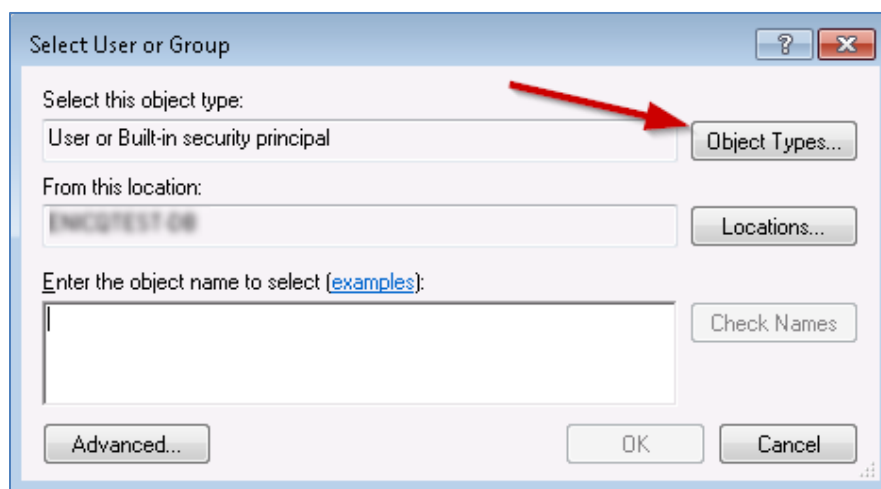 Select User or Group
Select this object type:
User or Built-in security principal
Object Types...
From this location:
Locations...
Enter the object name to select (examples):
Check Names
Advanced...
OK
Cancel